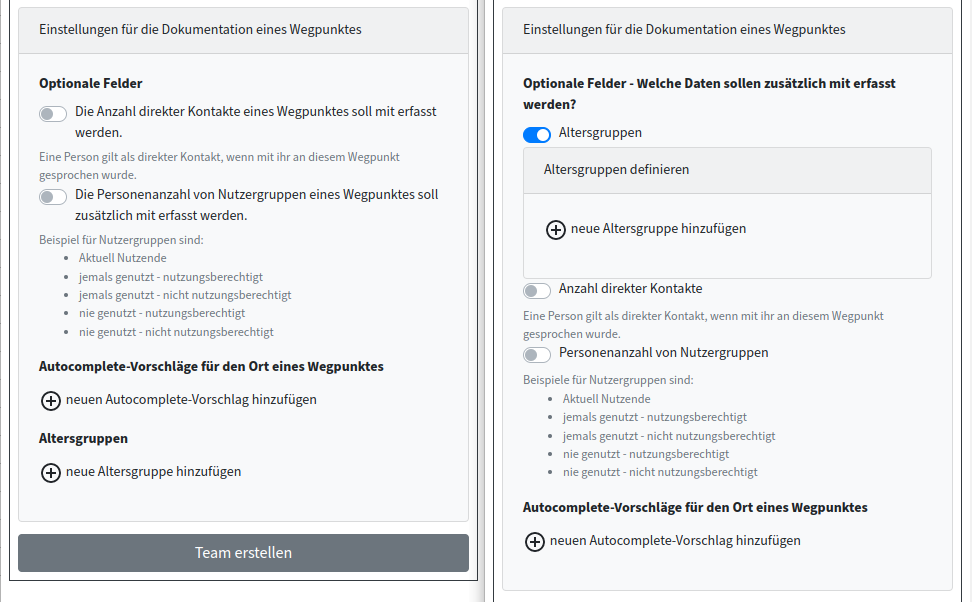 Einstellungen für die Dokumentation eines Wegpunktes
Optionale Felder
Die Anzahl direkter Kontakte eines Wegpunktes soll mit erfasst
werden.
Eine Person gilt als direkter Kontakt, wenn mit ihr an diesem Wegpunkt
gesprochen wurde.
Die Personenanzahl von Nutzergruppen eines Wegpunktes soll
zusätzlich mit erfasst werden.
Beispiel für Nutzergruppen sind:
Aktuell Nutzende
jemals genutzt - nutzungsberechtigt
jemals genutzt - nicht nutzungsberechtigt
nie genutzt - nutzungsberechtigt
nie genutzt - nicht nutzungsberechtigt
Autocomplete-Vorschläge für den Ort eines Wegpunktes
neuen Autocomplete-Vorschlag hinzufügen
Altersgruppen
neue Altersgruppe hinzufügen
Team erstellen
Einstellungen für die Dokumentation eines Wegpunktes
Optionale Felder - Welche Daten sollen zusätzlich mit erfasst
werden?
Altersgruppen
Altersgruppen definieren
neue Altersgruppe hinzufügen
Anzahl direkter Kontakte
Eine Person gilt als direkter Kontakt, wenn mit ihr an diesem Wegpunkt
gesprochen wurde.
Personenanzahl von Nutzergruppen
Beispiele für Nutzergruppen sind:
Aktuell Nutzende
jemals genutzt - nutzungsberechtigt
jemals genutzt - nicht nutzungsberechtigt
nie genutzt - nutzungsberechtigt
nie genutzt - nicht nutzungsberechtigt
Autocomplete-Vorschläge für den Ort eines Wegpunktes
neuen Autocomplete-Vorschlag hinzufügen